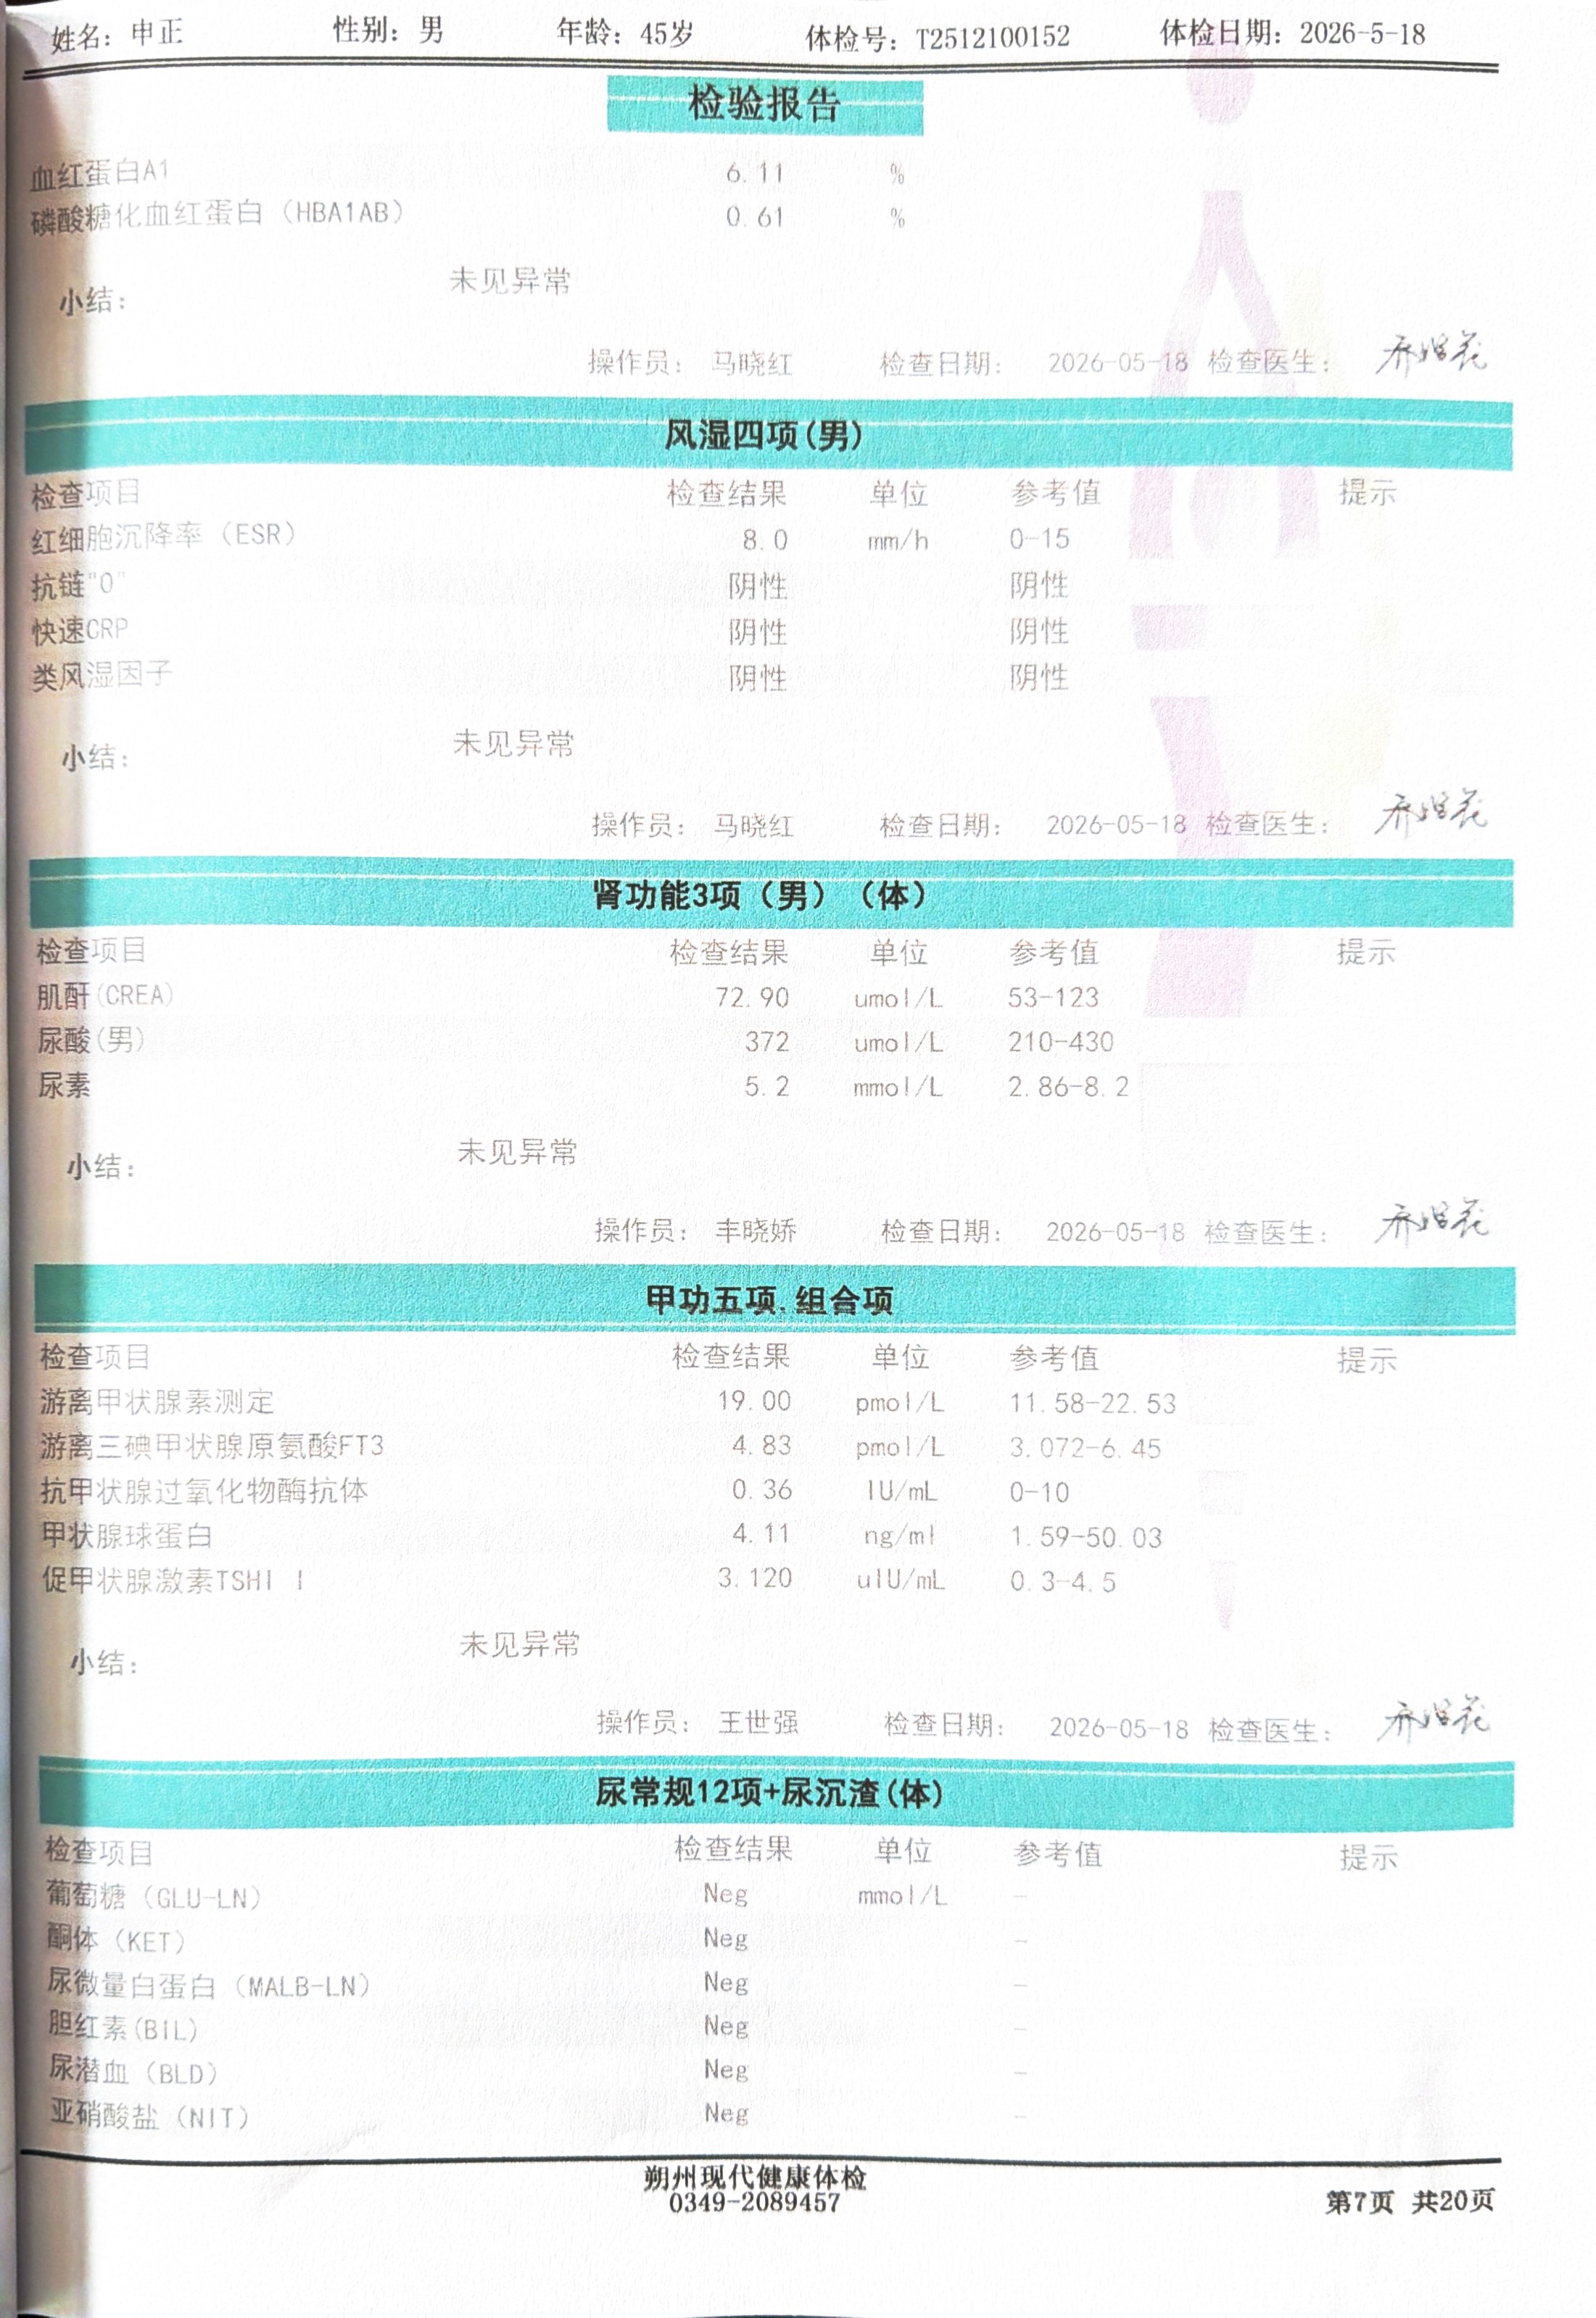 姓名：申正 性别：男 年龄：45岁 体检号：T2512100152 体检日期：2026-5-18
检验报告
血红蛋白A1 6.11 %
磷酸糖化血红蛋白（HBA1AB） 0.61 %
小结： 未见异常
操作员： 马晓红 检查日期： 2026-05-18 检查医生：
风湿四项(男)
检查项目 检查结果 单位 参考值 提示
红细胞沉降率（ESR） 8.0 mm/h 0-15
抗链"O" 阴性 阴性
快速CRP 阴性 阴性
类风湿因子 阴性 阴性
小结： 未见异常
操作员： 马晓红 检查日期： 2026-05-18 检查医生：
肾功能3项（男）（体）
检查项目 检查结果 单位 参考值 提示
肌酐(CREA) 72.90 umol/L 53-123
尿酸(男) 372 umol/L 210-430
尿素 5.2 mmol/L 2.86-8.2
小结： 未见异常
操作员： 丰晓娇 检查日期： 2026-05-18 检查医生：
甲功五项.组合项
检查项目 检查结果 单位 参考值 提示
游离甲状腺素测定 19.00 pmol/L 11.58-22.53
游离三碘甲状腺原氨酸FT3 4.83 pmol/L 3.072-6.45
抗甲状腺过氧化物酶抗体 0.36 IU/mL 0-10
甲状腺球蛋白 4.11 ng/ml 1.59-50.03
促甲状腺激素TSHI I 3.120 uIU/mL 0.3-4.5
小结： 未见异常
操作员： 王世强 检查日期： 2026-05-18 检查医生：
尿常规12项+尿沉渣(体)
检查项目 检查结果 单位 参考值 提示
葡萄糖（GLU-LN） Neg mmol/L -
酮体（KET） Neg -
尿微量白蛋白（MALB-LN） Neg -
胆红素(BIL) Neg -
尿潜血（BLD） Neg -
亚硝酸盐（NIT） Neg -
朔州现代健康体检
0349-2089457
第7页 共20页